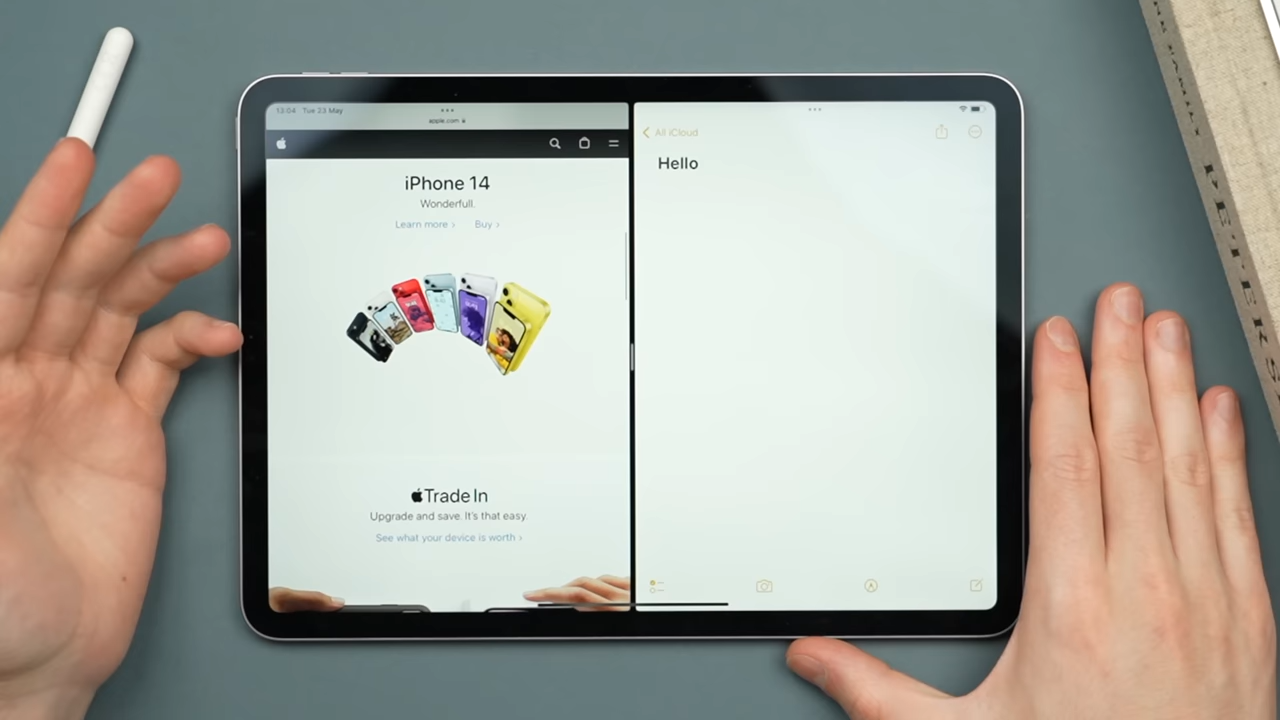 13:04 Tue 23 May
apple.com
iPhone 14
Wonderfull.
Learn more >
Buy >
Trade In
Upgrade and save. It's that easy.
See what your device is worth >
All iCloud
Hello